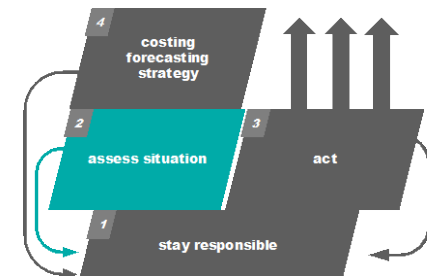 4
costing
forecasting
strategy
2
assess situation
3
act
1
stay responsible